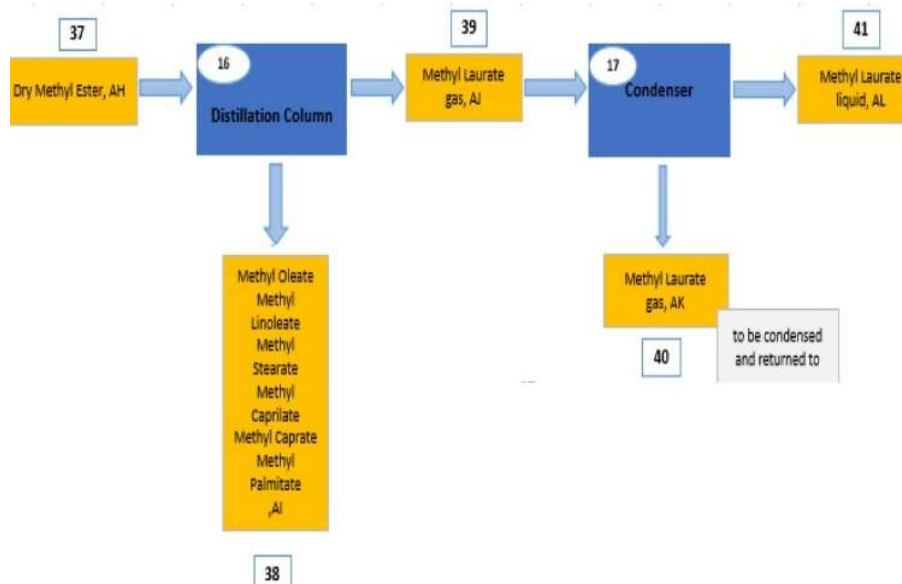 37
39
41
Dry Methyl Ester, AH
16
Distillation Column
Methyl Laurate
gas, AJ
17
Condenser
Methyl Laurate
liquid, AL
Methyl Oleate
Methyl
Linoleate
Methyl
Stearate
Methyl
Caprilate
Methyl Caprate
Methyl
Palmitate
,AI
38
Methyl Laurate
gas, AK
40
to be condensed
and returned to